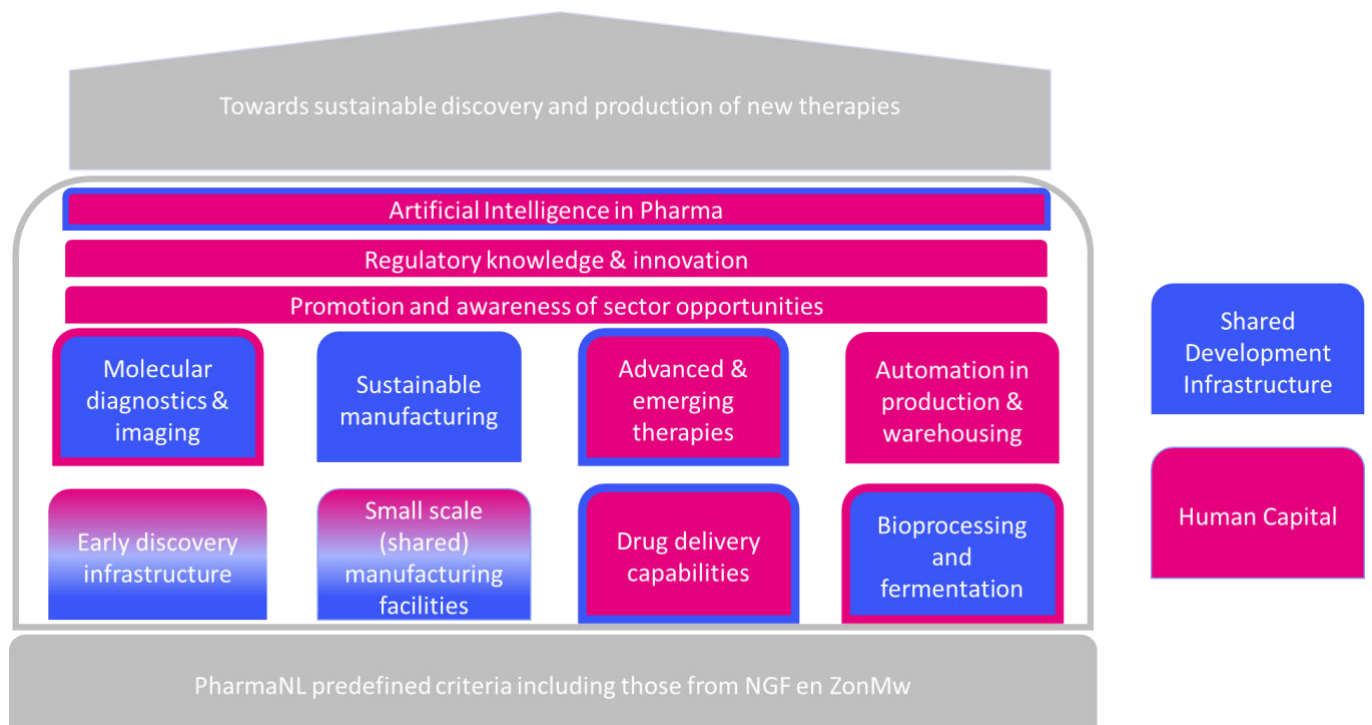 Towards sustainable discovery and production of new therapies
Artificial Intelligence in Pharma
Regulatory knowledge & innovation
Promotion and awareness of sector opportunities
Molecular
diagnostics &
imaging
Sustainable
manufacturing
Advanced &
emerging
therapies
Automation in
production &
warehousing
Early discovery
infrastructure
Small scale
(shared)
manufacturing
facilities
Drug delivery
capabilities
Bioprocessing
and
fermentation
PharmaNL predefined criteria including those from NGF en ZonMw
Shared
Development
Infrastructure
Human Capital